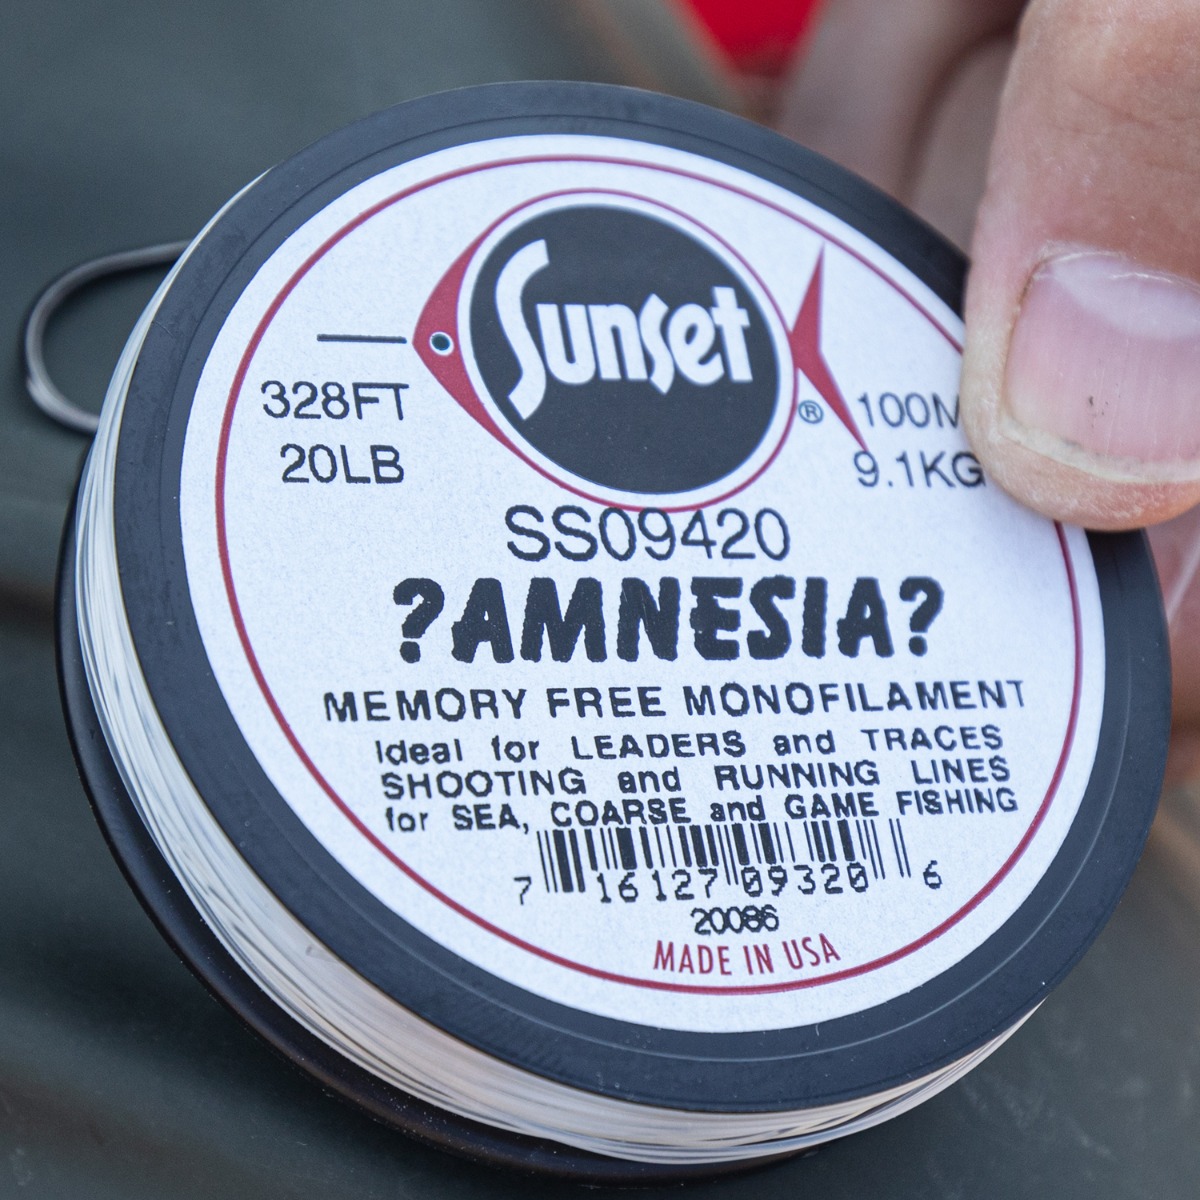 Sunset
®
328FT
20LB
100M
9.1KG
SS09420
?AMNESIA?
MEMORY FREE MONOFILAMENT
Ideal for LEADERS and TRACES
SHOOTING and RUNNING LINES
for SEA, COARSE and GAME FISHING
7 16127 09320 6
20086
MADE IN USA